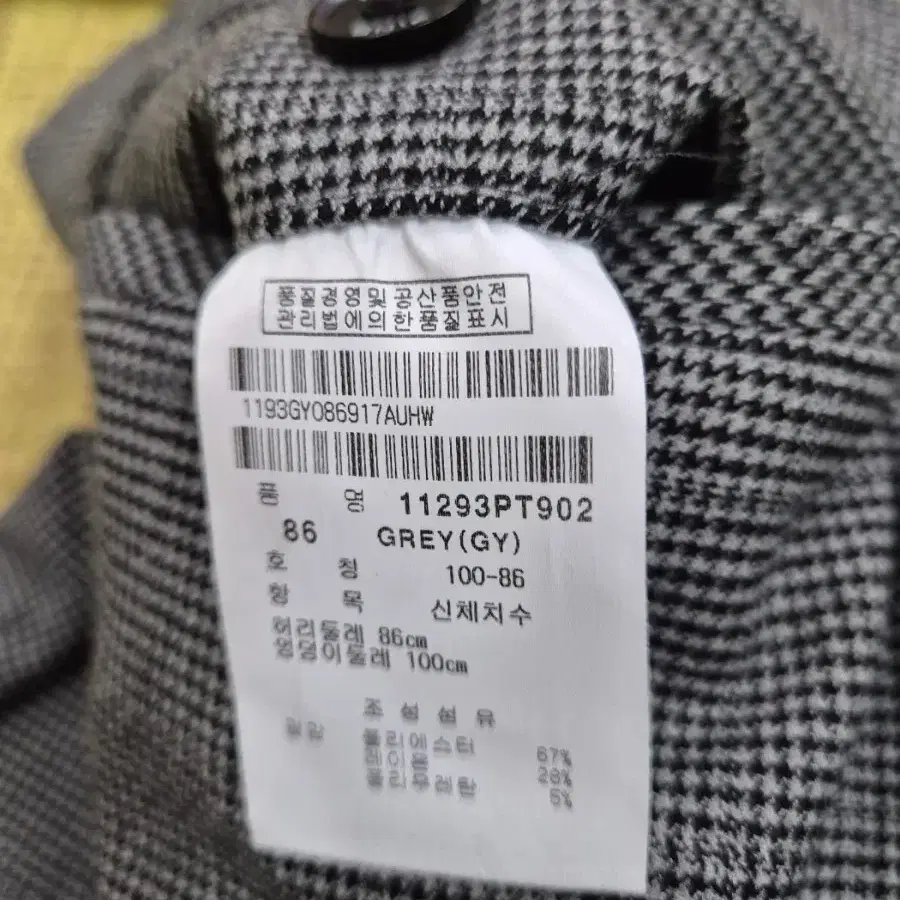 품질경영및공산품안전
관리법에의한품질표시
1193GY086917AUHW
품 명 11293PT902
86 GREY(GY)
호 칭 100-86
항 목 신체치수
허리둘레 86cm
엉덩이둘레 100cm
조 성 섬 유
겉감 폴리에스터 67%
레이온 28%
폴리우레탄 5%